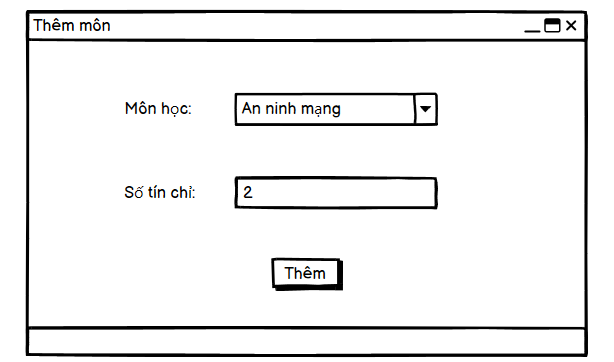 Thêm môn
Môn học: An ninh mạng
Số tín chỉ: 2
Thêm